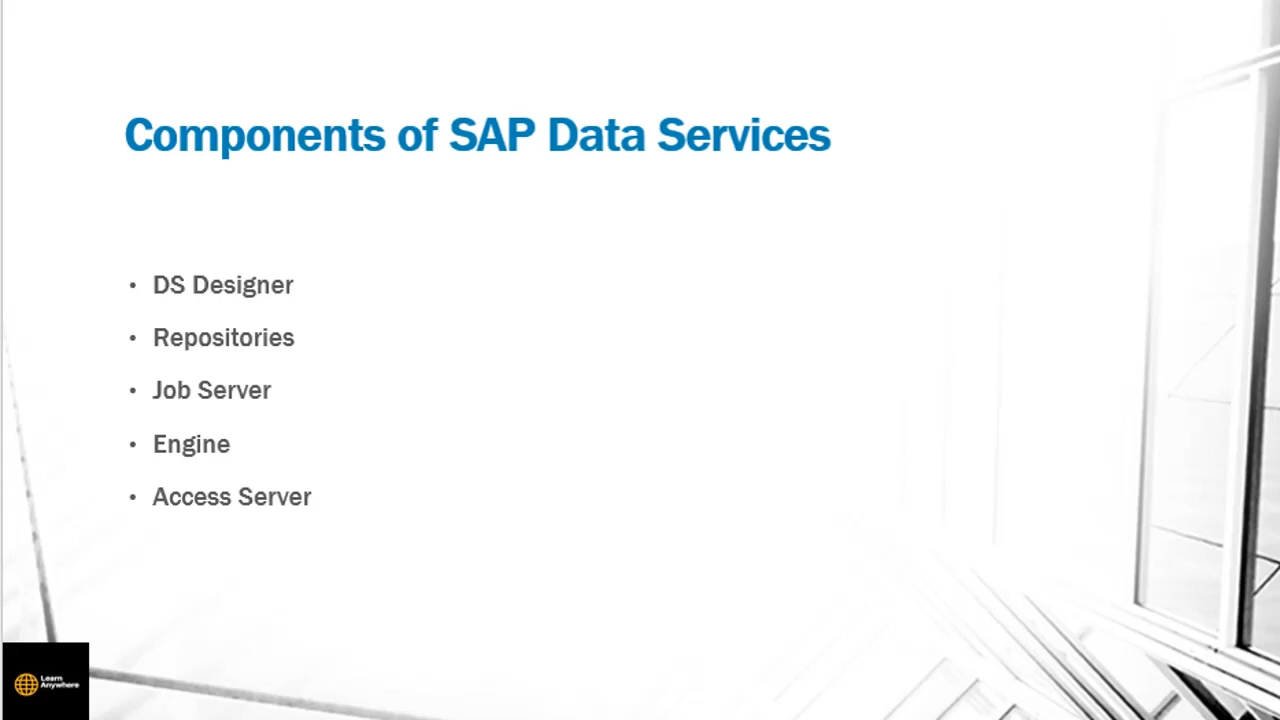 Components of SAP Data Services
• DS Designer
• Repositories
• Job Server
• Engine
• Access Server
Learn
Anywhere